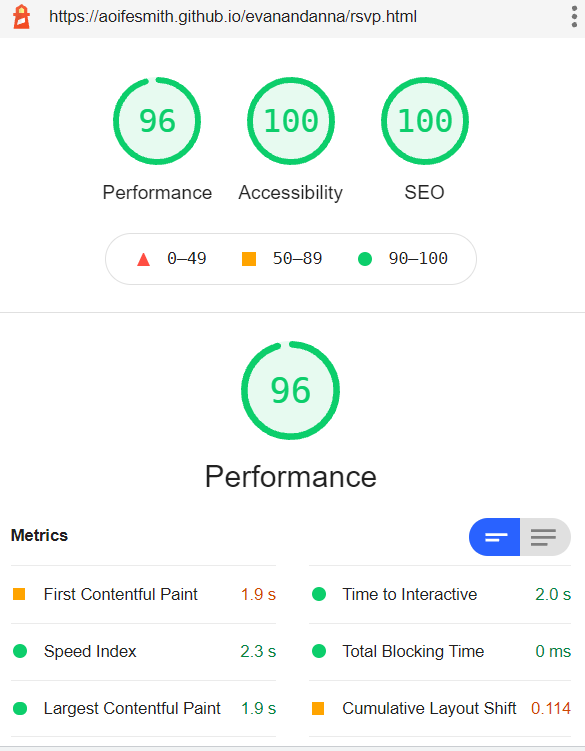 https://aoifesmith.github.io/evanandanna/rsvp.html
96 100 100
Performance Accessibility SEO
0–49 50–89 90–100
96
Performance
Metrics
First Contentful Paint 1.9 s
Time to Interactive 2.0 s
Speed Index 2.3 s
Total Blocking Time 0 ms
Largest Contentful Paint 1.9 s
Cumulative Layout Shift 0.114